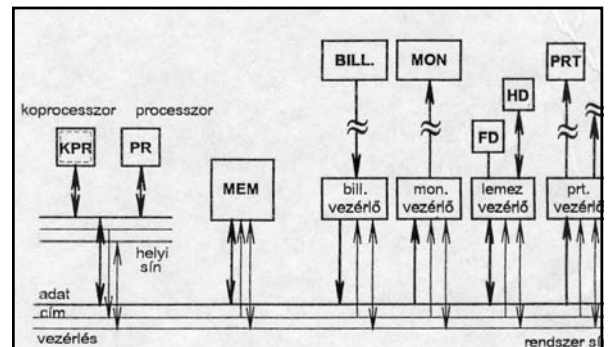 BILL.
MON
PRT
koprocesszor
processzor
HD
KPR
PR
FD
MEM
bill.
vezérlő
mon.
vezérlő
lemez
vezérlő
prt.
vezérlő
helyi
sín
adat
cím
vezérlés
rendszer